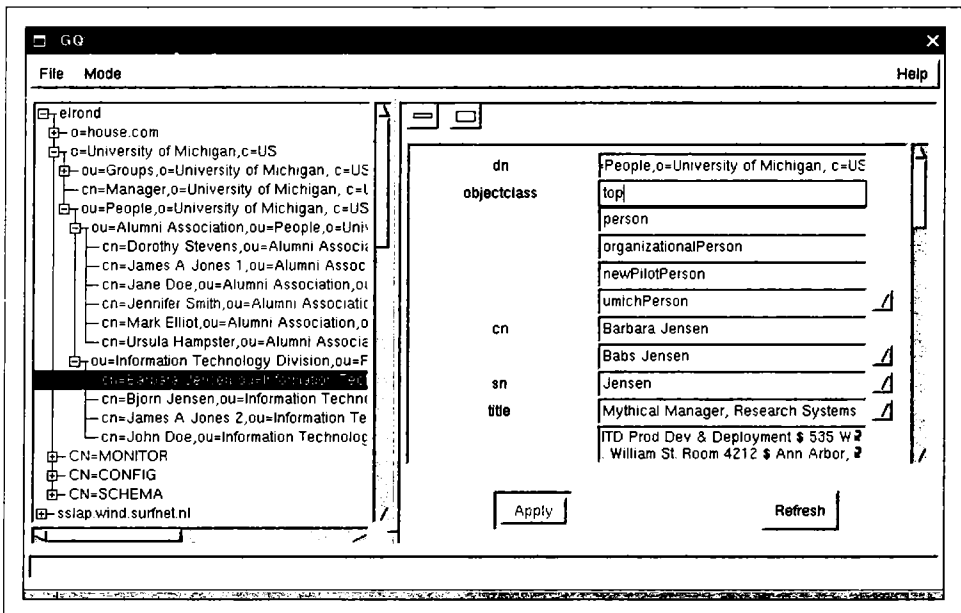 GQ
File Mode Help
elrond
o=house.com
o=University of Michigan,c=US
ou=Groups,o=University of Michigan, c=US
cn=Manager,o=University of Michigan, c=U
ou=People,o=University of Michigan, c=US
ou=Alumni Association,ou=People,o=Univ
cn=Dorothy Stevens,ou=Alumni Associa
cn=James A Jones 1,ou=Alumni Assoc
cn=Jane Doe,ou=Alumni Association,ou
cn=Jennifer Smith,ou=Alumni Associatic
cn=Mark Elliot,ou=Alumni Association,o
cn=Ursula Hampster,ou=Alumni Associa
ou=Information Technology Division,ou=P
cn=Barbara Jensen,ou=Information Tec
cn=Bjorn Jensen,ou=Information Techno
cn=James A Jones 2,ou=Information Te
cn=John Doe,ou=Information Technolog
CN=MONITOR
CN=CONFIG
CN=SCHEMA
sslap.wind.surfnet.nl
dn
=People,o=University of Michigan, c=US
objectclass
top
person
organizationalPerson
newPilotPerson
umichPerson
cn
Barbara Jensen
Babs Jensen
sn
Jensen
title
Mythical Manager, Research Systems
ITD Prod Dev & Deployment $ 535 W
. William St. Room 4212 $ Ann Arbor,
Apply
Refresh